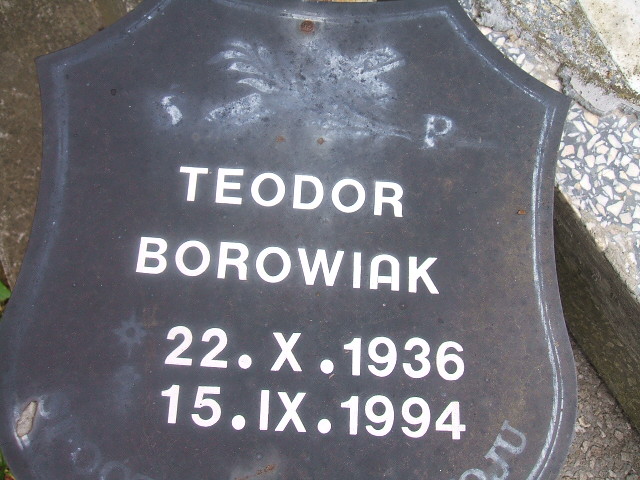 S P
TEODOR
BOROWIAK
22.X.1936
15.IX.1994